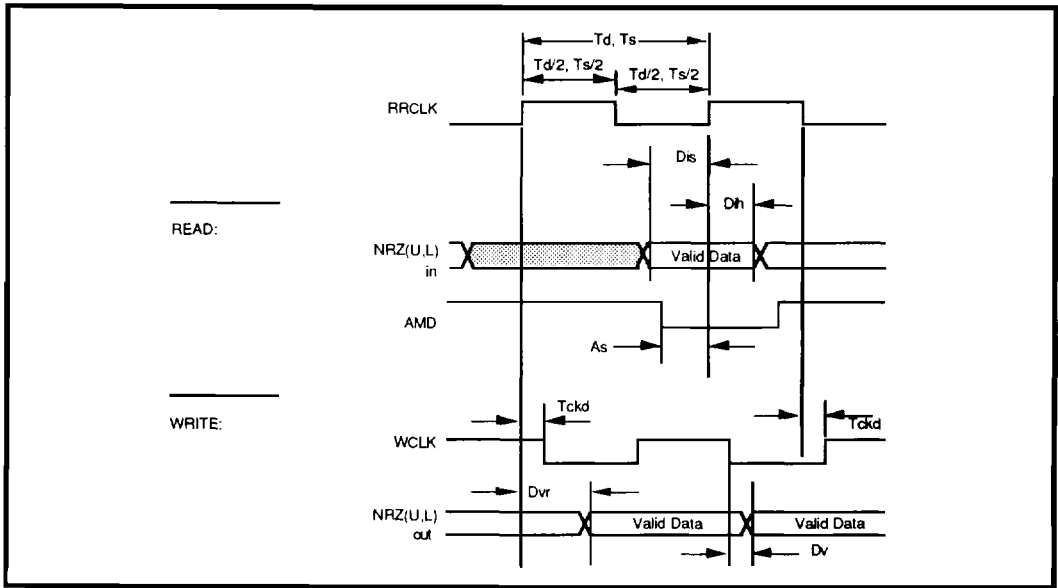 Td, Ts
Td/2, Ts/2
Td/2, Ts/2
RRCLK
Dis
Dih
READ:
NRZ(U,L)
in
Valid Data
AMD
As
WRITE:
Tckd
Tckd
WCLK
Dvr
NRZ(U,L)
out
Valid Data
Valid Data
Dv